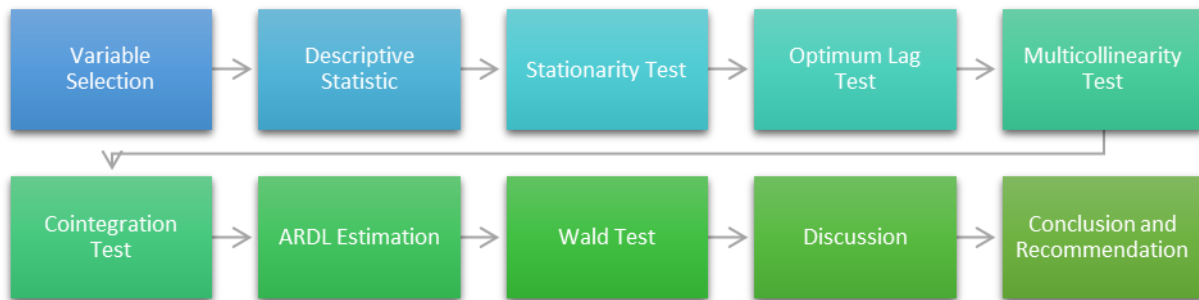 Variable
Selection
Descriptive
Statistic
Stationarity Test
Optimum Lag
Test
Multicollinearity
Test
Cointegration
Test
ARDL Estimation
Wald Test
Discussion
Conclusion and
Recommendation